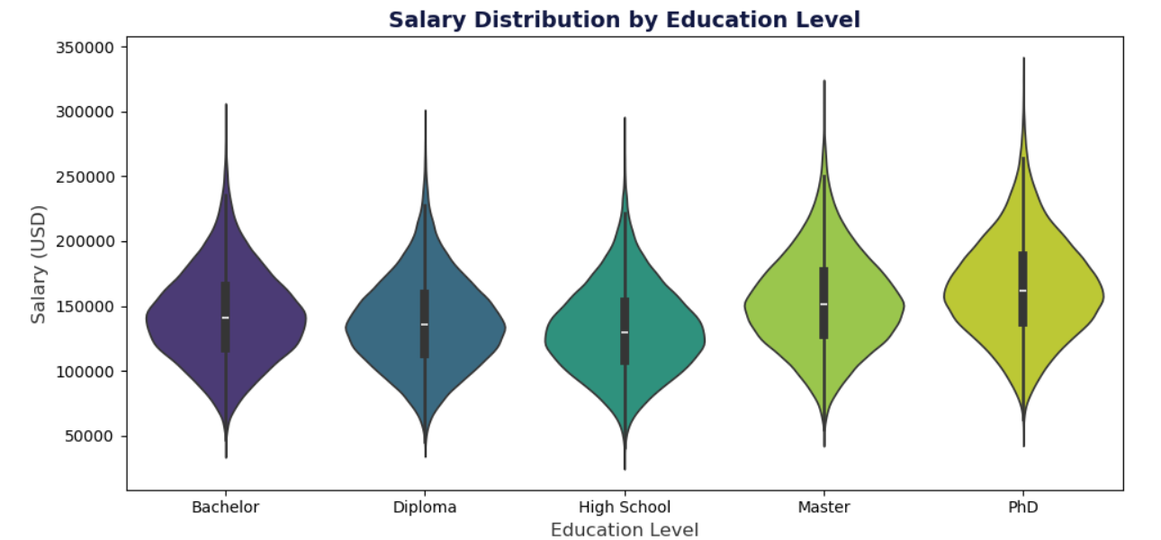 Salary Distribution by Education Level
350000
300000
250000
200000
150000
100000
50000
Salary (USD)
Bachelor Diploma High School Master PhD
Education Level